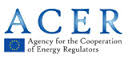 ACER
Agency for the Cooperation
of Energy Regulators